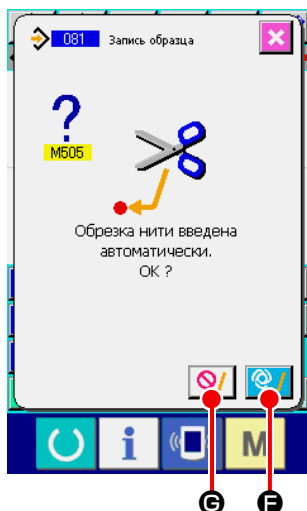 081 Запись образца
?
M505
Обрезка нити введена
автоматически.
OK ?
i M
G F